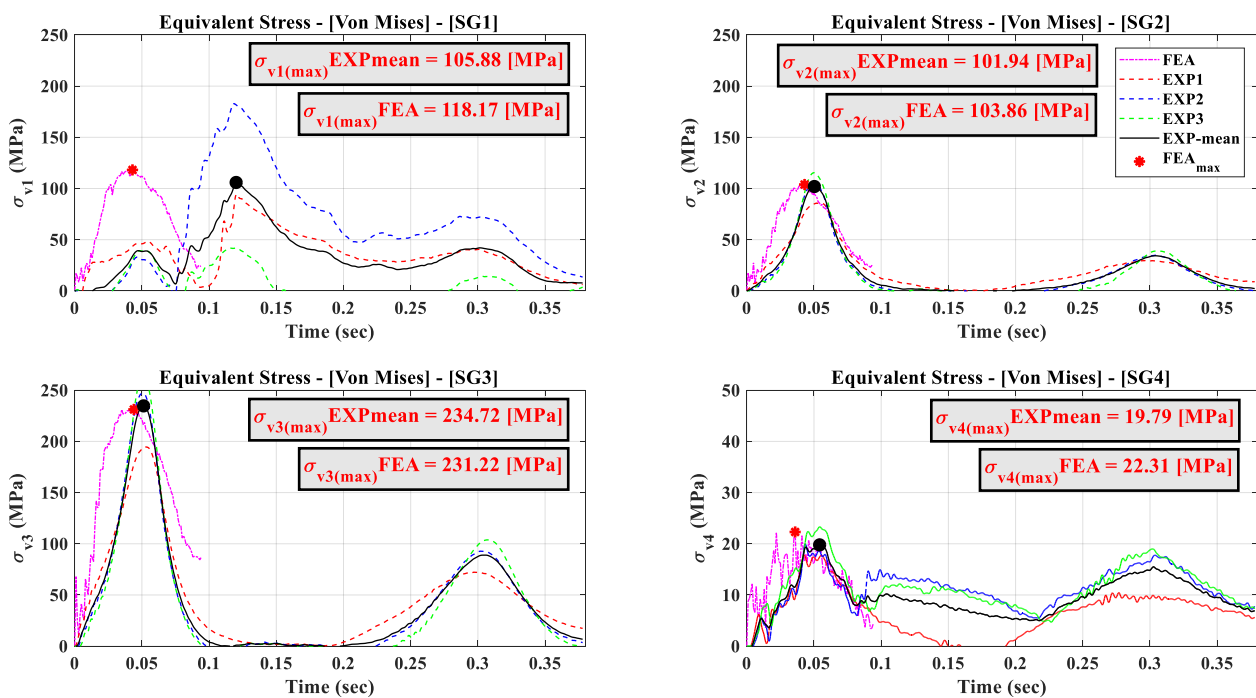 Equivalent Stress - [Von Mises] - [SG1]
σv1(max)EXPmean = 105.88 [MPa]
σv1(max)FEA = 118.17 [MPa]
σv1 (MPa)
250
200
150
100
50
0
0 0.05 0.1 0.15 0.2 0.25 0.3 0.35
Time (sec)
Equivalent Stress - [Von Mises] - [SG2]
σv2(max)EXPmean = 101.94 [MPa]
σv2(max)FEA = 103.86 [MPa]
FEA
EXP1
EXP2
EXP3
EXP-mean
FEAmax
σv2 (MPa)
250
200
150
100
50
0
0 0.05 0.1 0.15 0.2 0.25 0.3 0.35
Time (sec)
Equivalent Stress - [Von Mises] - [SG3]
σv3(max)EXPmean = 234.72 [MPa]
σv3(max)FEA = 231.22 [MPa]
σv3 (MPa)
250
200
150
100
50
0
0 0.05 0.1 0.15 0.2 0.25 0.3 0.35
Time (sec)
Equivalent Stress - [Von Mises] - [SG4]
σv4(max)EXPmean = 19.79 [MPa]
σv4(max)FEA = 22.31 [MPa]
σv4 (MPa)
50
40
30
20
10
0
0 0.05 0.1 0.15 0.2 0.25 0.3 0.35
Time (sec)